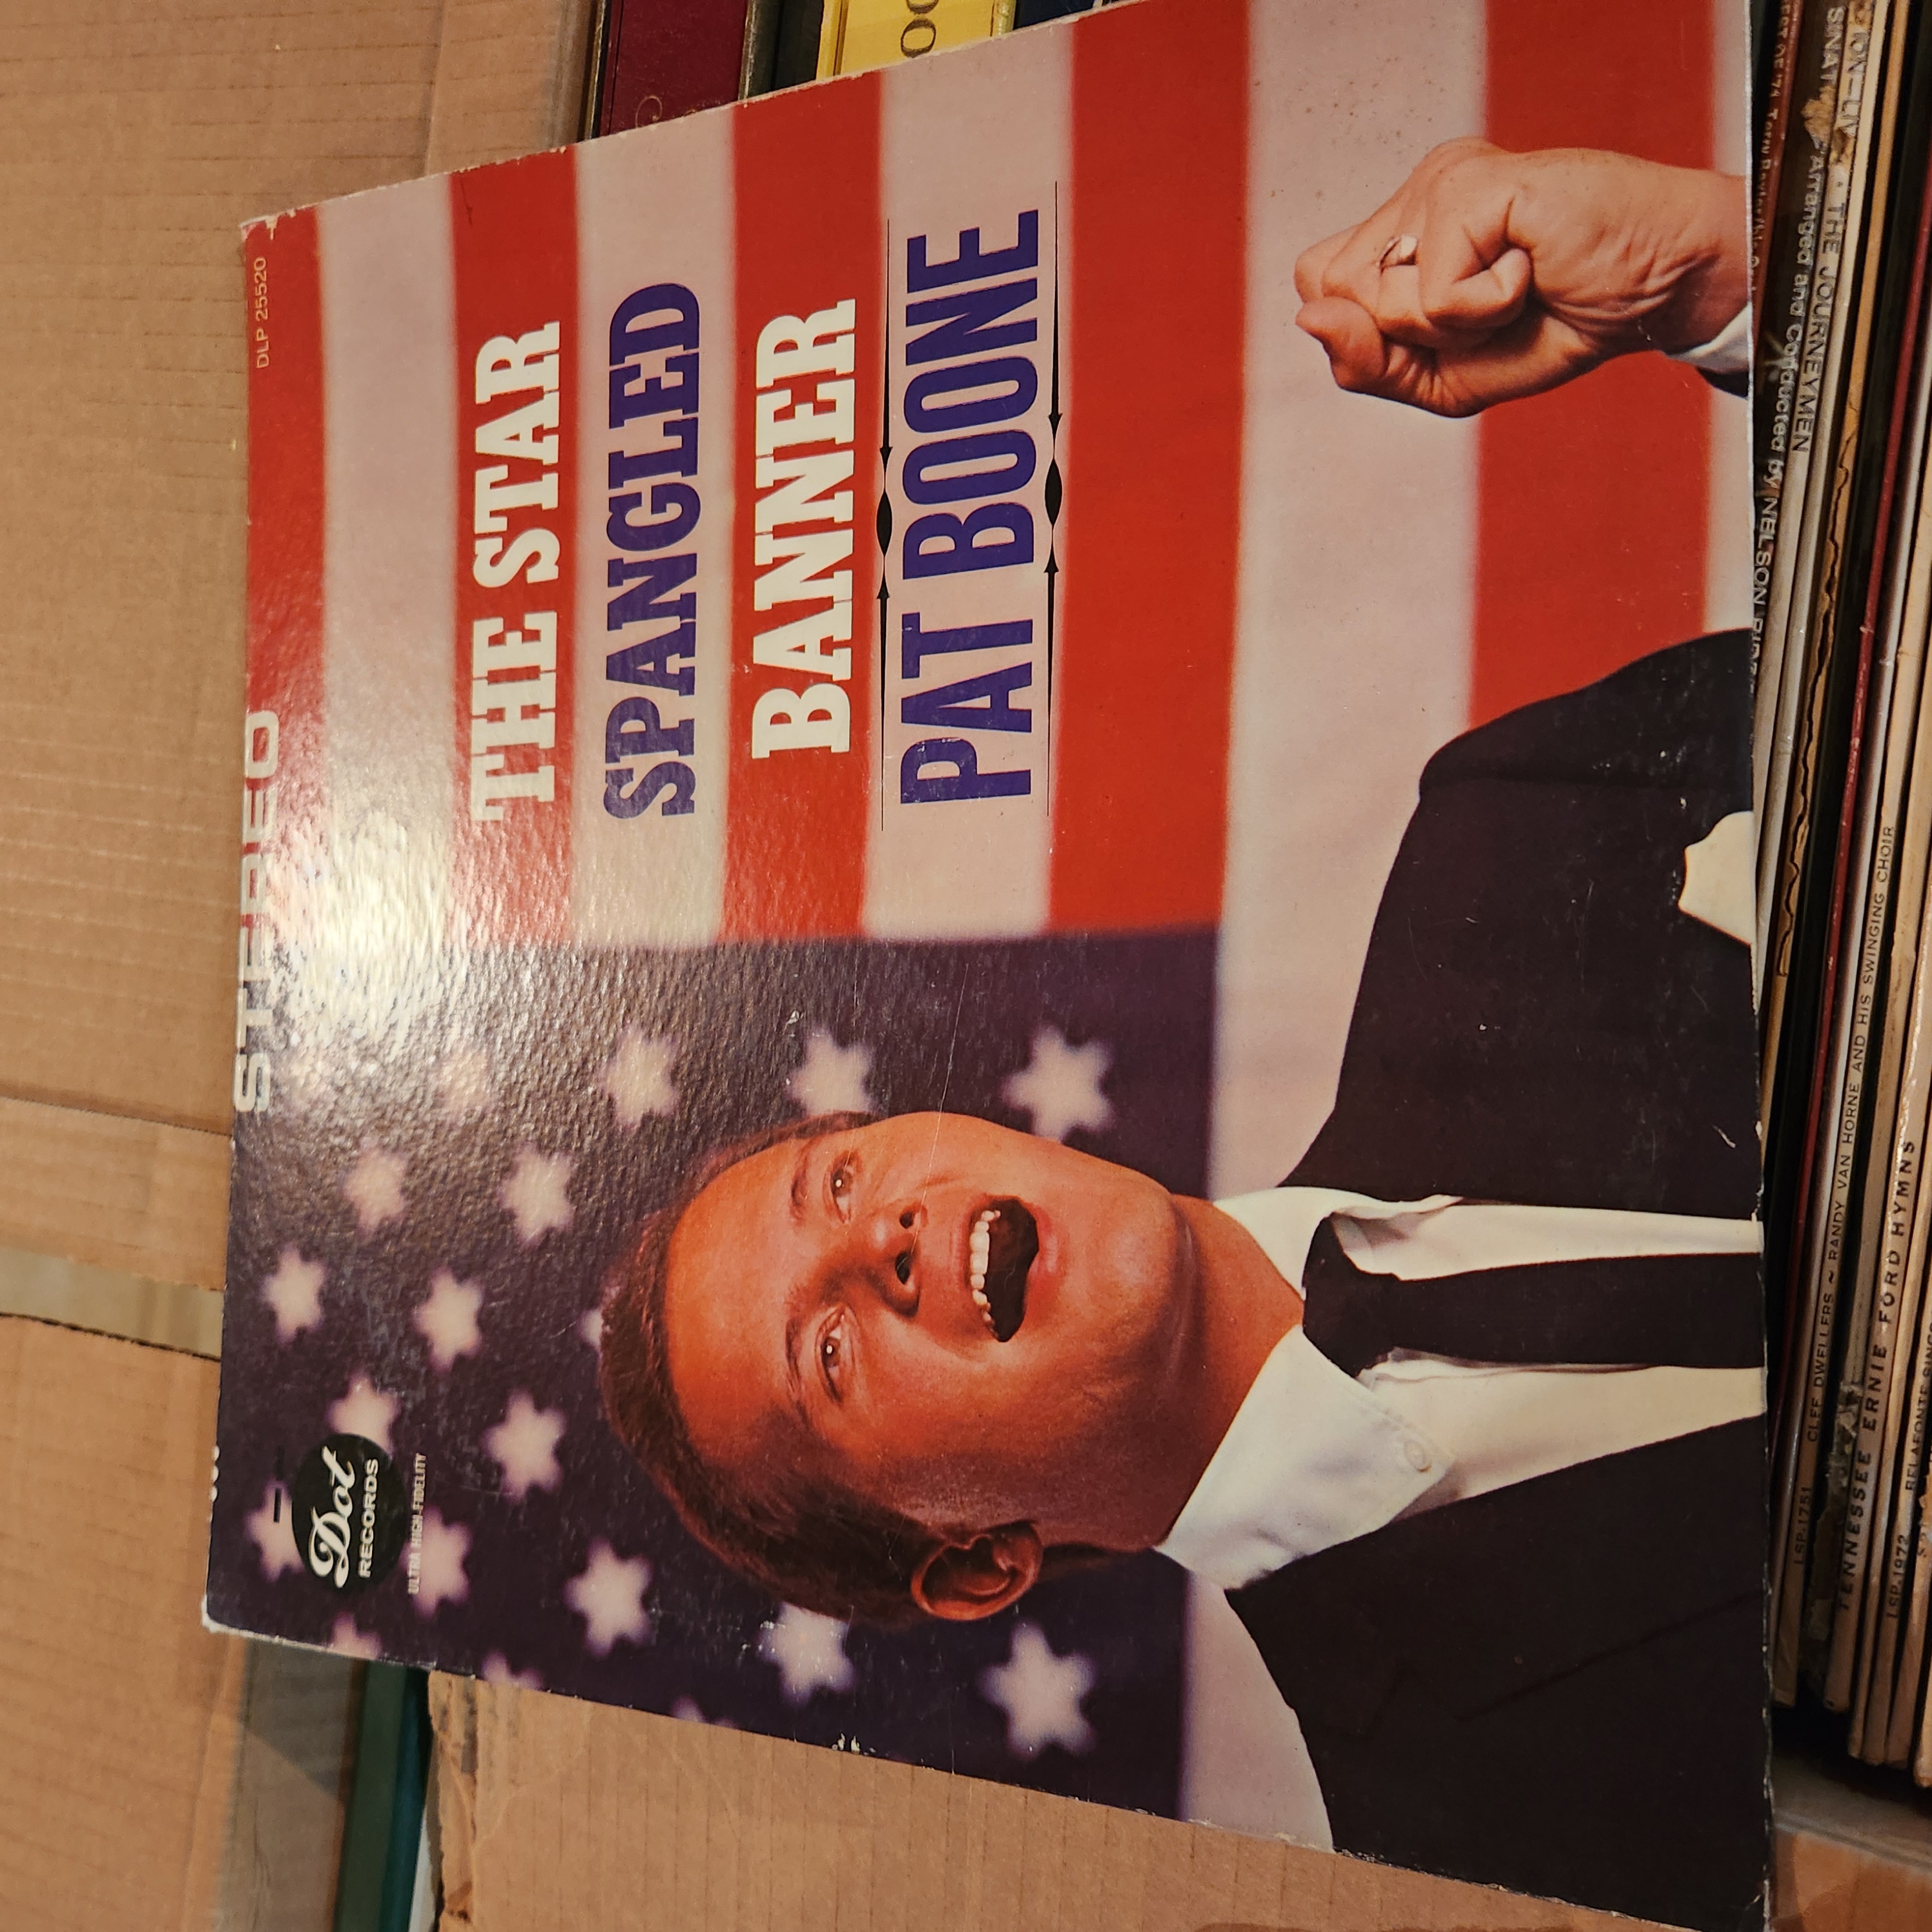 STEREO
DLP 25520
Dot
RECORDS
ULTRA HIGH FIDELITY
THE STAR
SPANGLED
BANNER
PAT BOONE
Arranged and Conducted by NELSON RIDDLE
THE JOURNEYMEN
LSP-1751 CLEF DWELLERS ~ RANDY VAN HORNE AND HIS SWINGING CHOIR
TENNESSEE ERNIE FORD HYMNS
LSP-1972 BELAFONTE